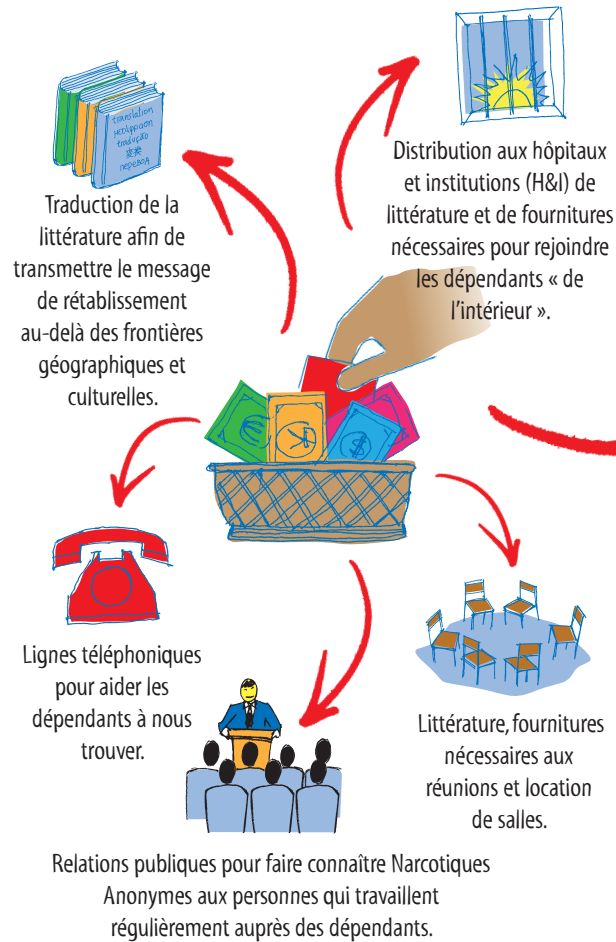 translation
tradução
Traduction de la
littérature afin de
transmettre le message
de rétablissement
au-delà des frontières
géographiques et
culturelles.
Distribution aux hôpitaux
et institutions (H&I) de
littérature et de fournitures
nécessaires pour rejoindre
les dépendants « de
l’intérieur ».
Lignes téléphoniques
pour aider les
dépendants à nous
trouver.
Littérature, fournitures
nécessaires aux
réunions et location
de salles.
Relations publiques pour faire connaître Narcotiques
Anonymes aux personnes qui travaillent
régulièrement auprès des dépendants.